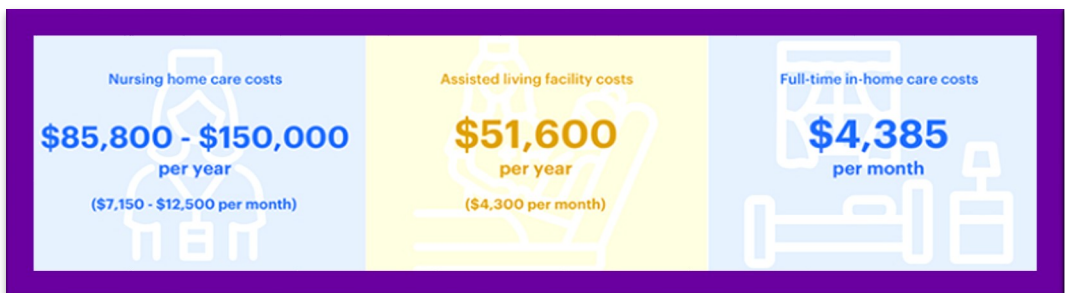 Nursing home care costs
$85,800 - $150,000
per year
($7,150 - $12,500 per month)
Assisted living facility costs
$51,600
per year
($4,300 per month)
Full-time in-home care costs
$4,385
per month